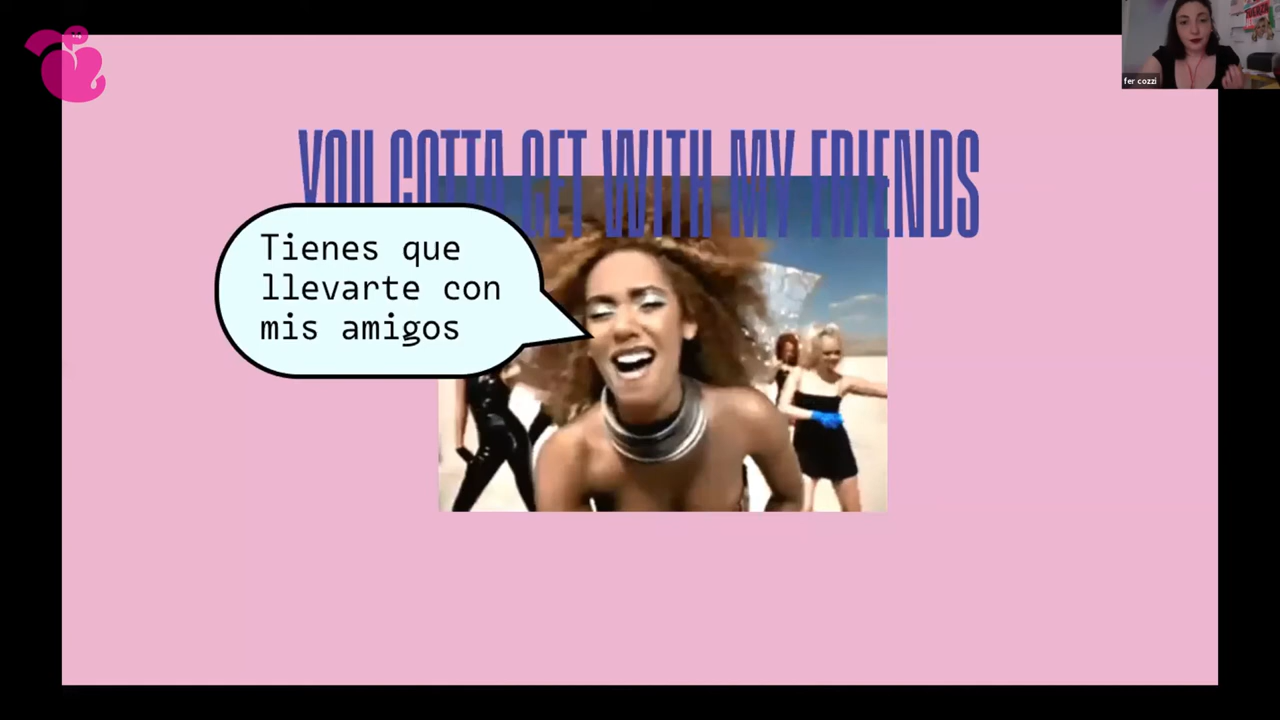 YOU GOTTA GET WITH MY FRIENDS
Tienes que
llevarte con
mis amigos
fer cozzi